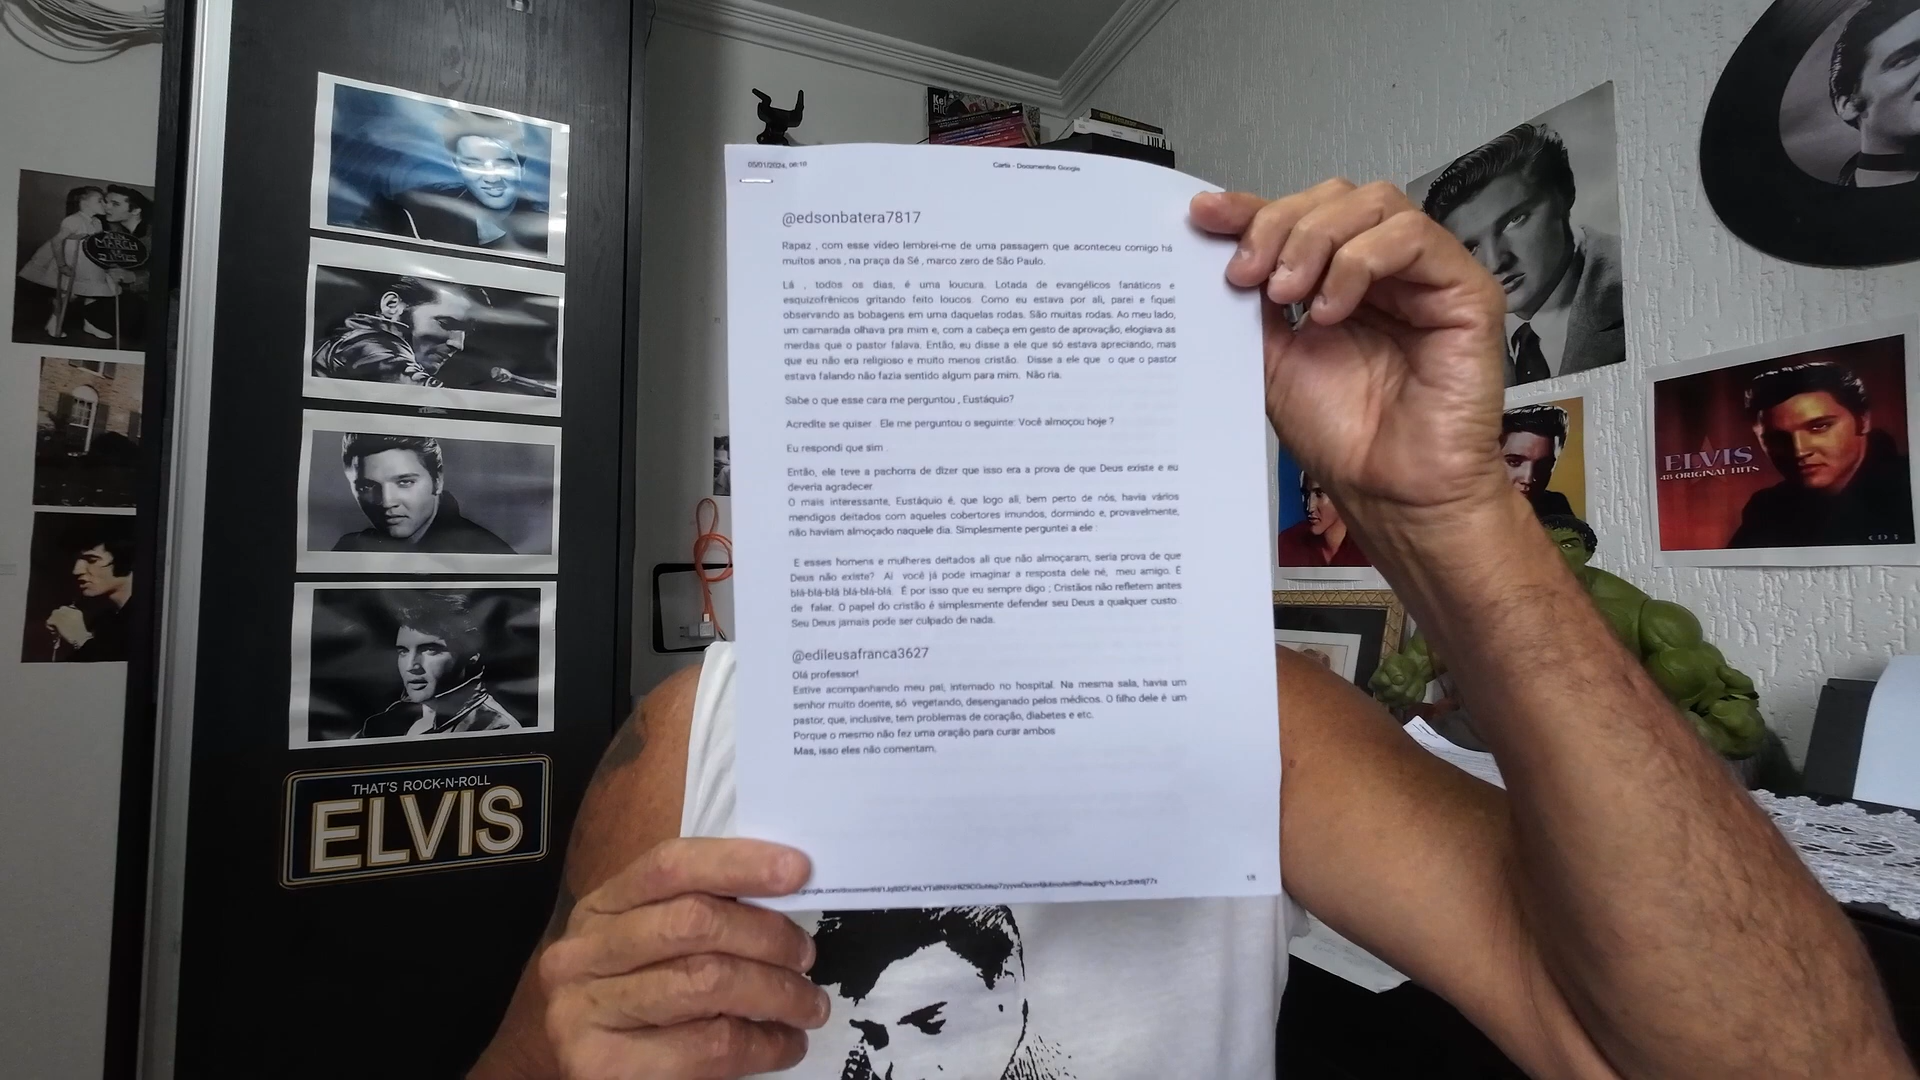 05/01/2024, 06:10
Carta - Documentos Google
@edsonbatera7817
Rapaz , com esse vídeo lembrei-me de uma passagem que aconteceu comigo há
muitos anos , na praça da Sé , marco zero de São Paulo.
Lá , todos os dias, é uma loucura. Lotada de evangélicos fanáticos e
esquizofrênicos gritando feito loucos. Como eu estava por ali, parei e fiquei
observando as bobagens em uma daquelas rodas. São muitas rodas. Ao meu lado,
um camarada olhava pra mim e, com a cabeça em gesto de aprovação, elogiava as
merdas que o pastor falava. Então, eu disse a ele que só estava apreciando, mas
que eu não era religioso e muito menos cristão. Disse a ele que o que o pastor
estava falando não fazia sentido algum para mim. Não ria.
Sabe o que esse cara me perguntou , Eustáquio?
Acredite se quiser . Ele me perguntou o seguinte: Você almoçou hoje ?
Eu respondi que sim
Então, ele teve a pachorra de dizer que isso era a prova de que Deus existe e eu
deveria agradecer
O mais interessante, Eustáquio é, que logo ali, bem perto de nós, havia vários
mendigos deitados com aqueles cobertores imundos, dormindo e, provavelmente,
não haviam almoçado naquele dia. Simplesmente perguntei a ele :
E esses homens e mulheres deitados ali que não almoçaram, seria prova de que
Deus não existe? Aí você já pode imaginar a resposta dele né, meu amigo. É
blá-blá-blá blá-blá-blá. É por isso que eu sempre digo ; Cristãos não refletem antes
de falar. O papel do cristão é simplesmente defender seu Deus a qualquer custo
Seu Deus jamais pode ser culpado de nada.
@edileusafranca3627
Olá professor!
Estive acompanhando meu pai, internado no hospital. Na mesma sala, havia um
senhor muito doente, só vegetando, desenganado pelos médicos. O filho dele é um
pastor, que, inclusive, tem problemas de coração, diabetes e etc.
Porque o mesmo não fez uma oração para curar ambos
Mas, isso eles não comentam.
1/8
THAT'S ROCK-N-ROLL
ELVIS
ELVIS
48 ORIGINAL HITS
CD 1
MARCH
OF
DIMES
LULA